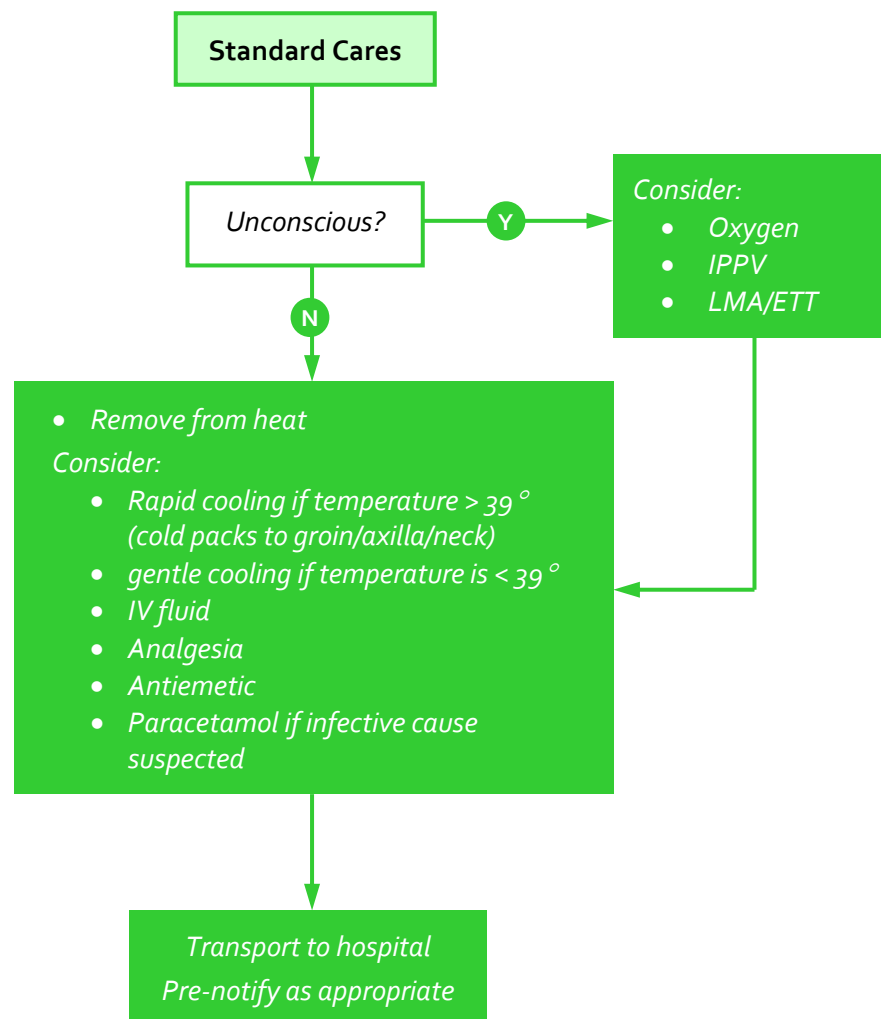 Standard Cares
Unconscious?
Y
Consider:
• Oxygen
• IPPV
• LMA/ETT
N
• Remove from heat
Consider:
• Rapid cooling if temperature > 39°
(cold packs to groin/axilla/neck)
• gentle cooling if temperature is < 39°
• IV fluid
• Analgesia
• Antiemetic
• Paracetamol if infective cause
suspected
Transport to hospital
Pre-notify as appropriate